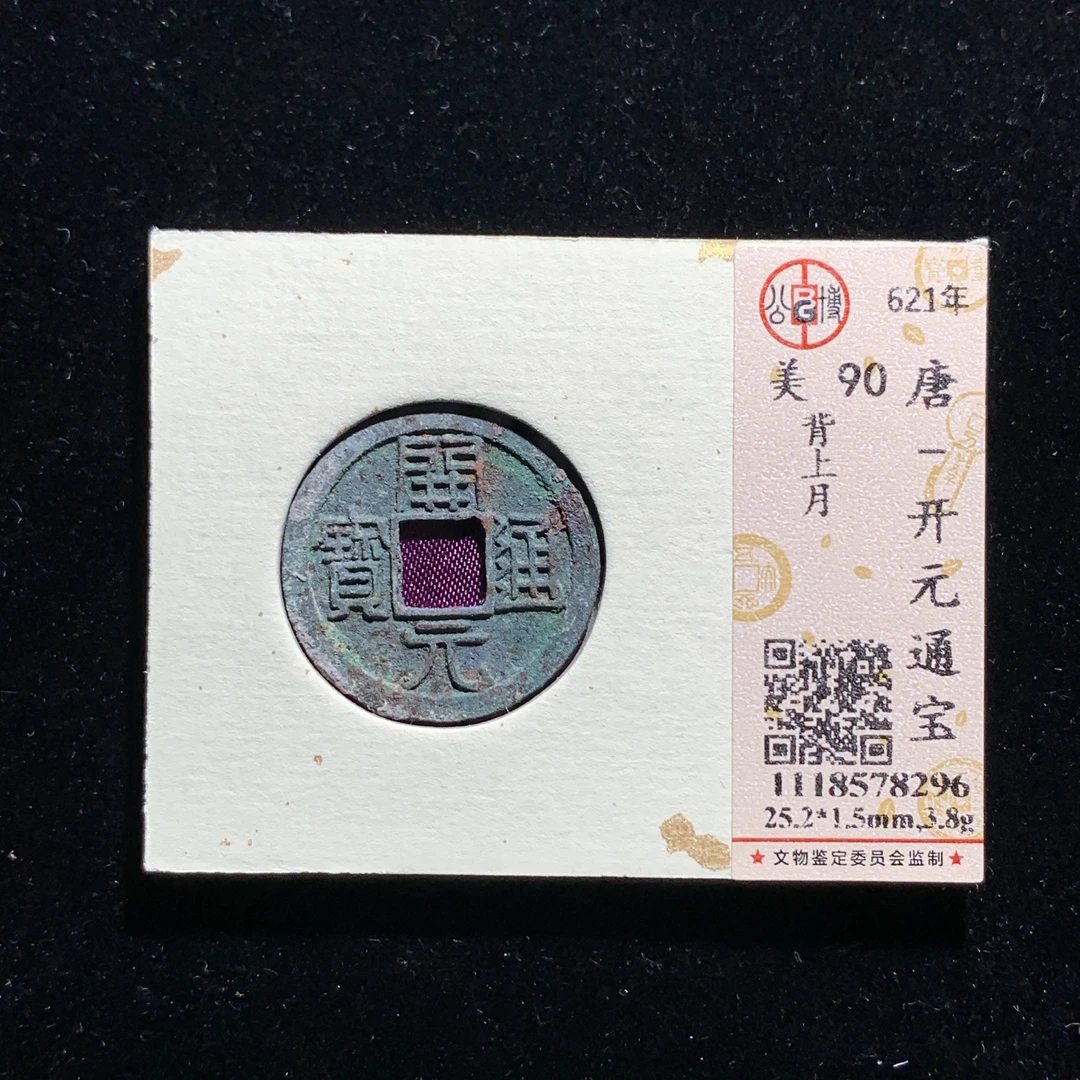 開元通寶
公博
621年
美 90
背上月
唐-开元通宝
1118578296
25.2*1.5mm,3.8g
★文物鉴定委员会监制★